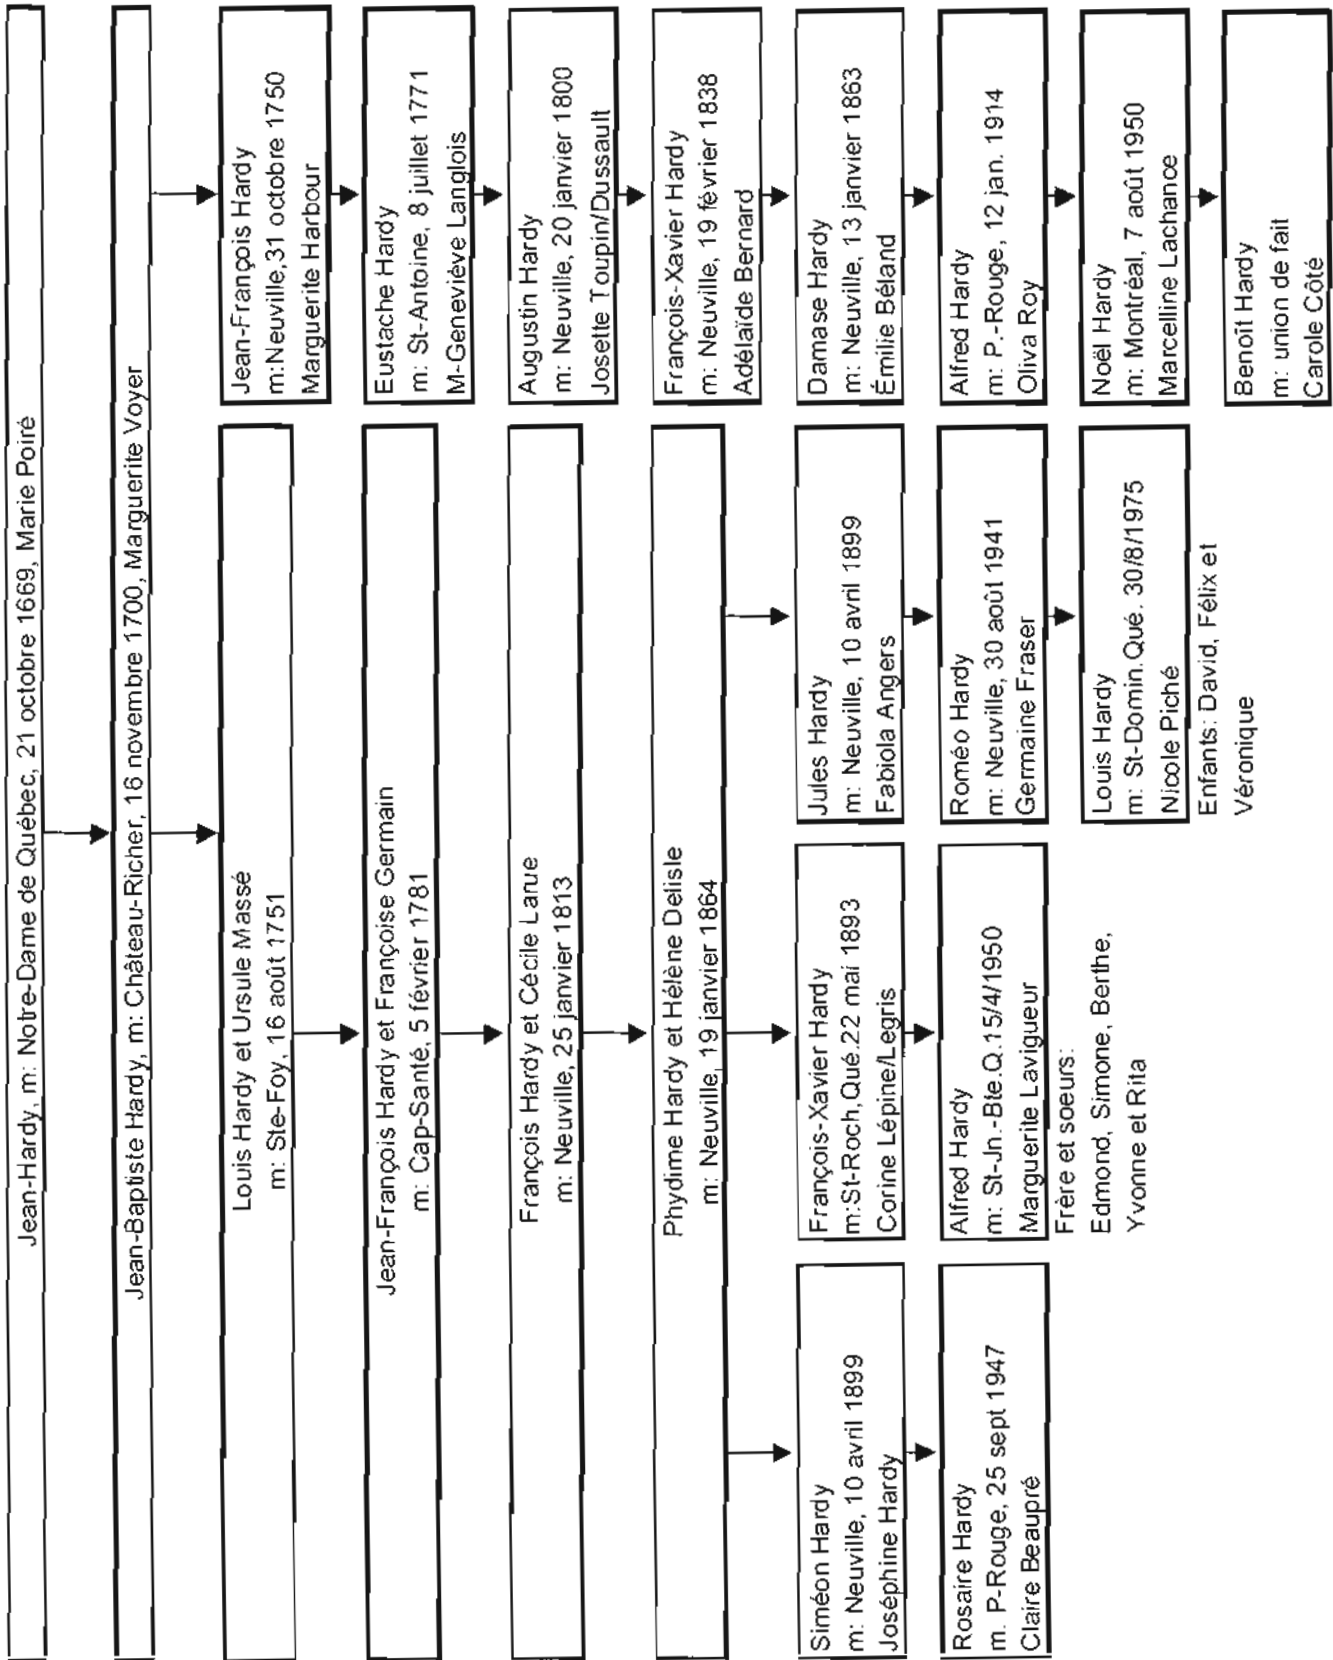 Jean-Hardy, m: Notre-Dame de Québec, 21 octobre 1669, Marie Poiré
Jean-Baptiste Hardy, m: Château-Richer, 16 novembre 1700, Marguerite Voyer
Louis Hardy et Ursule Massé
m: Ste-Foy, 16 août 1751
Jean-François Hardy
m:Neuville,31 octobre 1750
Marguerite Harbour
Jean-François Hardy et Françoise Germain
m: Cap-Santé, 5 février 1781
Eustache Hardy
m: St-Antoine, 8 juillet 1771
M-Geneviève Langlois
François Hardy et Cécile Larue
m: Neuville, 25 janvier 1813
Augustin Hardy
m: Neuville, 20 janvier 1800
Josette Toupin/Dussault
Phydime Hardy et Hélène Delisle
m: Neuville, 19 janvier 1864
François-Xavier Hardy
m: Neuville, 19 février 1838
Adélaïde Bernard
Siméon Hardy
m: Neuville, 10 avril 1899
Joséphine Hardy
François-Xavier Hardy
m:St-Roch,Qué.22 mai 1893
Corine Lépine/Legris
Jules Hardy
m: Neuville, 10 avril 1899
Fabiola Angers
Damase Hardy
m: Neuville, 13 janvier 1863
Émilie Béland
Rosaire Hardy
m. P-Rouge, 25 sept 1947
Claire Beaupré
Alfred Hardy
m: St-Jn.-Bte.Q.15/4/1950
Marguerite Lavigueur
Frère et soeurs:
Edmond, Simone, Berthe,
Yvonne et Rita
Roméo Hardy
m: Neuville, 30 août 1941
Germaine Fraser
Alfred Hardy
m: P.-Rouge, 12 jan. 1914
Oliva Roy
Louis Hardy
m: St-Domin.Qué. 30/8/1975
Nicole Piché
Enfants: David, Félix et
Véronique
Noël Hardy
m: Montréal, 7 août 1950
Marcelline Lachance
Benoît Hardy
m: union de fait
Carole Côté